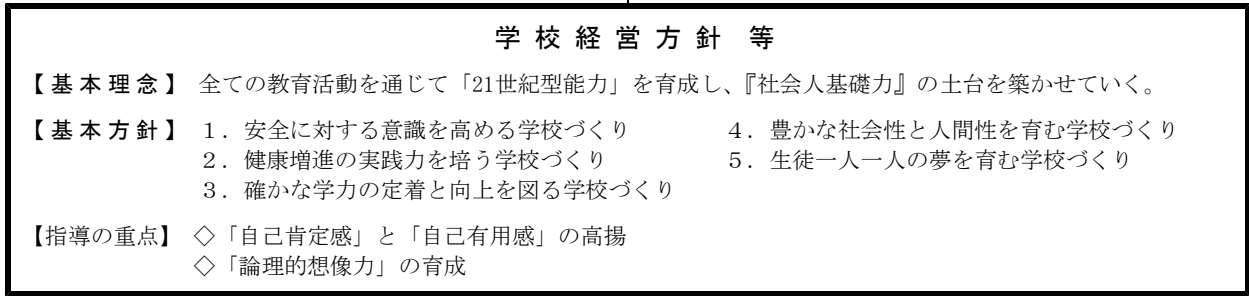 学校経営方針　等
【基本理念】 全ての教育活動を通じて「21世紀型能力」を育成し、『社会人基礎力』の土台を築かせていく。
【基本方針】 １．安全に対する意識を高める学校づくり　４．豊かな社会性と人間性を育む学校づくり
２．健康増進の実践力を培う学校づくり　５．生徒一人一人の夢を育む学校づくり
３．確かな学力の定着と向上を図る学校づくり
【指導の重点】 ◇「自己肯定感」と「自己有用感」の高揚
◇「論理的想像力」の育成